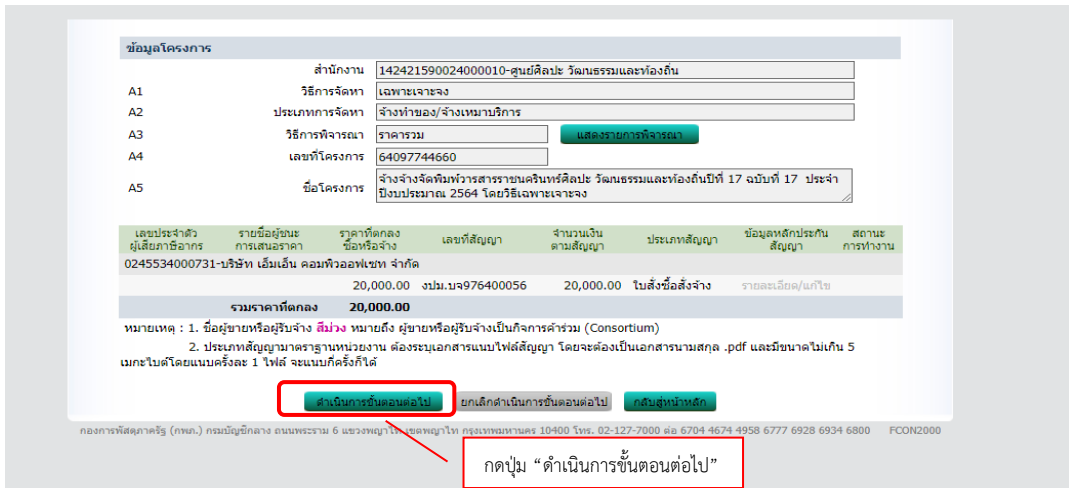 ข้อมูลโครงการ
สำนักงาน 142421590024000010-ศูนย์ศิลปะ วัฒนธรรมและท้องถิ่น
A1 วิธีการจัดหา เฉพาะเจาะจง
A2 ประเภทการจัดหา จ้างทำของ/จ้างเหมาบริการ
A3 วิธีการพิจารณา ราคารวม แสดงรายการพิจารณา
A4 เลขที่โครงการ 64097744660
A5 ชื่อโครงการ จ้างจ้างจัดพิมพ์วารสารราชนครินทร์ศิลปะ วัฒนธรรมและท้องถิ่นปีที่ 17 ฉบับที่ 17 ประจำ
ปีงบประมาณ 2564 โดยวิธีเฉพาะเจาะจง
เลขประจำตัว รายชื่อผู้ชนะ ราคาที่ตกลง เลขที่สัญญา จำนวนเงิน ประเภทสัญญา ข้อมูลหลักประกัน สถานะ
ผู้เสียภาษีอากร การเสนอราคา ซื้อหรือจ้าง ตามสัญญา สัญญา การทำงาน
0245534000731-บริษัท เอ็มเอ็น คอมพิวออฟเซท จำกัด
20,000.00 งปม.บจ976400056 20,000.00 ใบสั่งซื้อสั่งจ้าง รายละเอียด/แก้ไข
รวมราคาที่ตกลง 20,000.00
หมายเหตุ : 1. ชื่อผู้ขายหรือผู้รับจ้าง สีม่วง หมายถึง ผู้ขายหรือผู้รับจ้างเป็นกิจการค้าร่วม (Consortium)
2. ประเภทสัญญามาตราฐานหน่วยงาน ต้องระบุเอกสารแนบไฟล์สัญญา โดยจะต้องเป็นเอกสารนามสกุล .pdf และมีขนาดไม่เกิน 5
เมกะไบต์โดยแนบครั้งละ 1 ไฟล์ จะแนบกี่ครั้งก็ได้
ดำเนินการขั้นตอนต่อไป ยกเลิกดำเนินการขั้นตอนต่อไป กลับสู่หน้าหลัก
กองการพัสดุภาครัฐ (กพภ.) กรมบัญชีกลาง ถนนพระราม 6 แขวงพญาไท เขตพญาไท กรุงเทพมหานคร 10400 โทร. 02-127-7000 ต่อ 6704 4674 4958 6777 6928 6934 6800 FCON2000
กดปุ่ม “ดำเนินการขั้นตอนต่อไป”